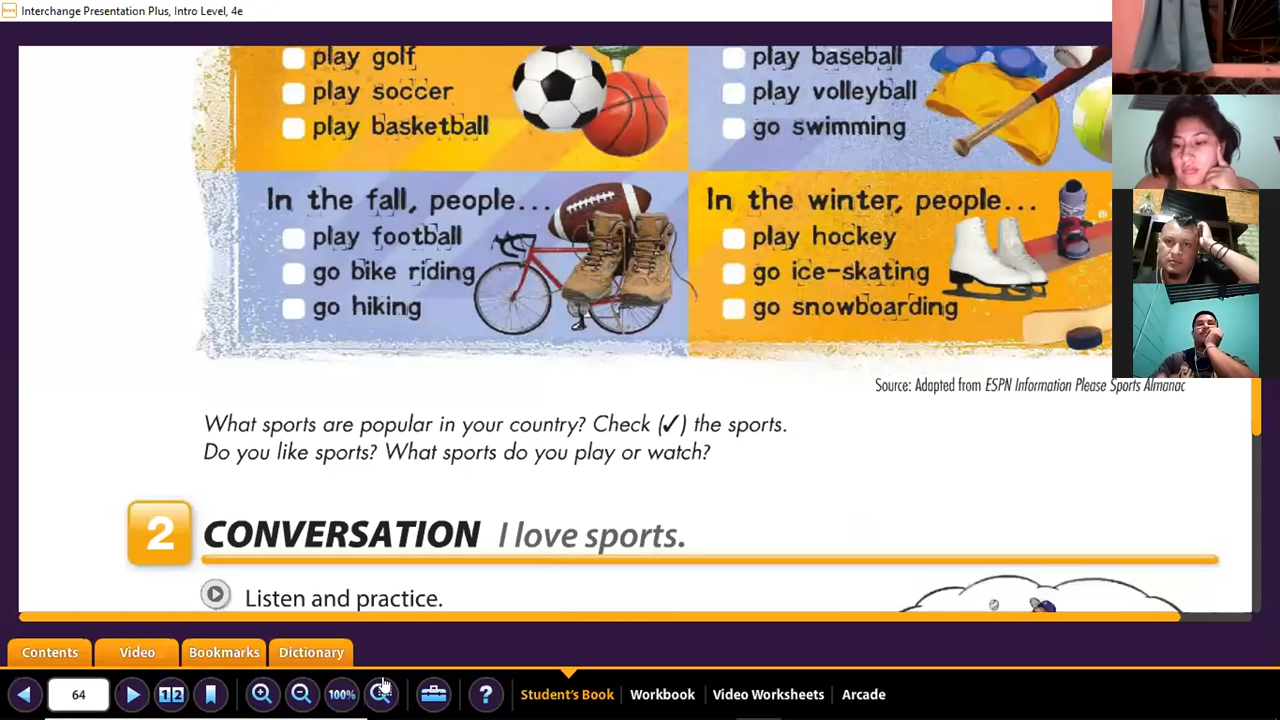 Interchange Presentation Plus, Intro Level, 4e
play golf
play soccer
play basketball
play baseball
play volleyball
go swimming
In the fall, people...
play football
go bike riding
go hiking
In the winter, people...
play hockey
go ice-skating
go snowboarding
Source: Adapted from ESPN Information Please Sports Almanac
What sports are popular in your country? Check (✓) the sports.
Do you like sports? What sports do you play or watch?
2 CONVERSATION I love sports.
Listen and practice.
Contents Video Bookmarks Dictionary
64 1 2 100% ? Student's Book Workbook Video Worksheets Arcade